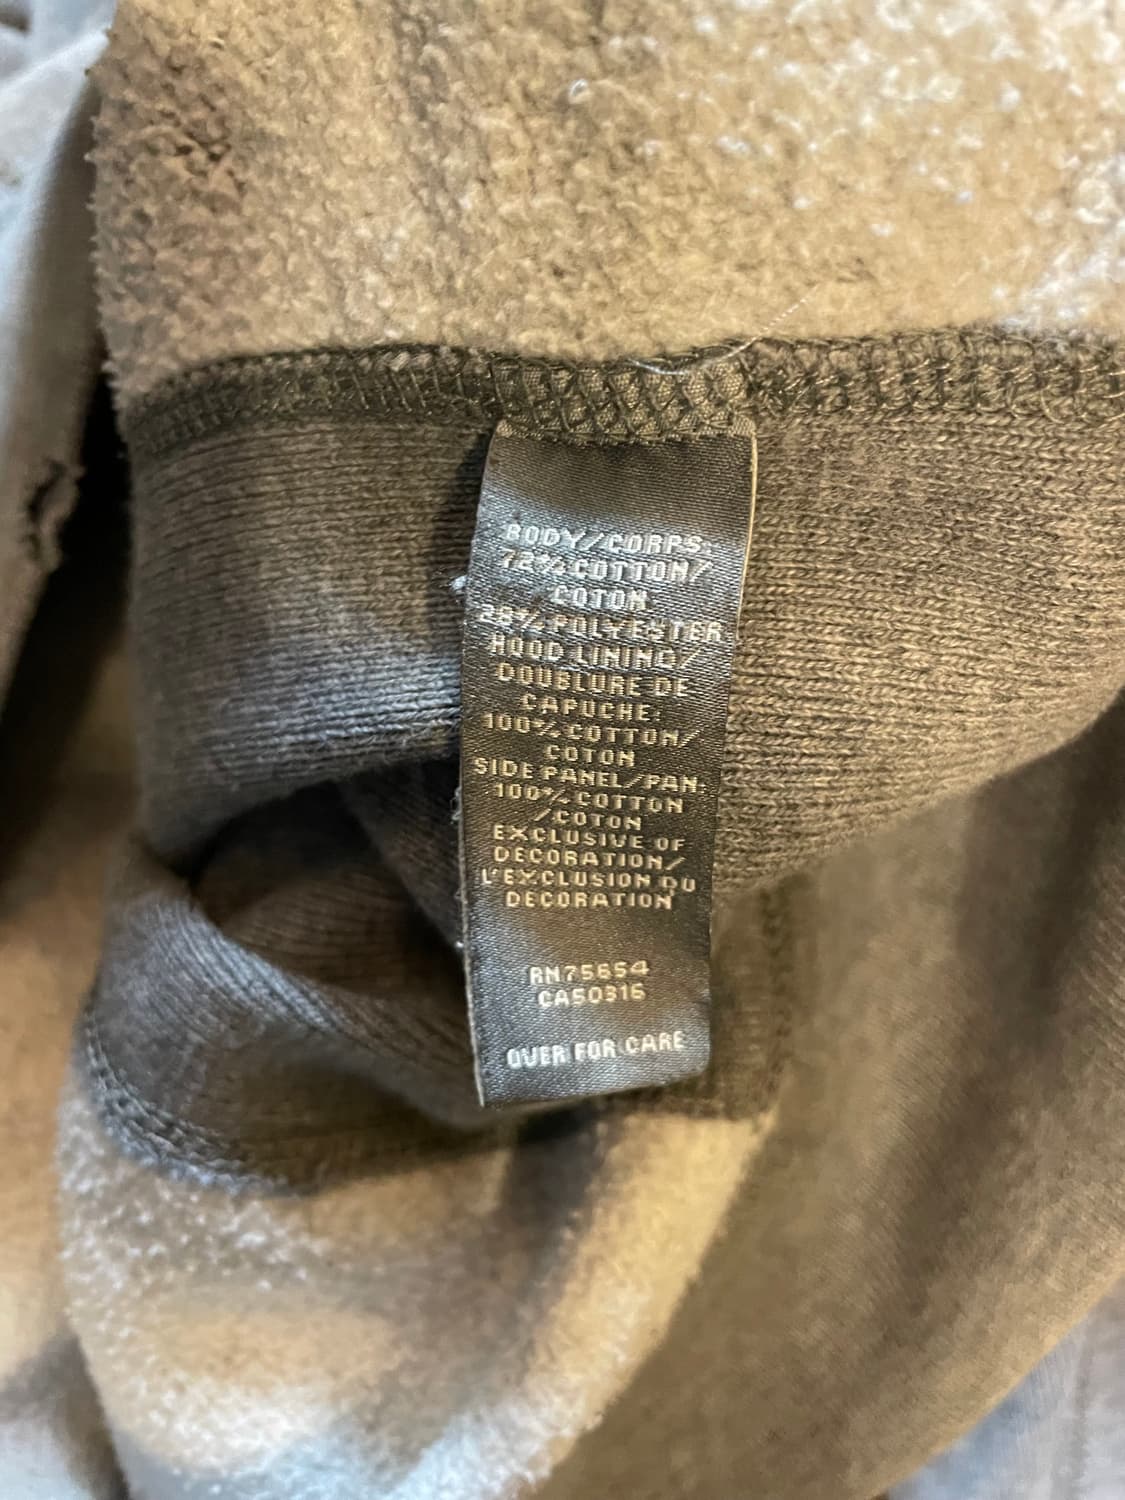 BODY/CORPS:
72% COTTON/
COTON
28% POLYESTER
HOOD LINING/
DOUBLURE DE
CAPUCHE:
100% COTTON/
COTON
SIDE PANEL/PAN:
100% COTTON
/COTON
EXCLUSIVE OF
DECORATION/
L'EXCLUSION DU
DECORATION
RN75654
CA50316
OVER FOR CARE